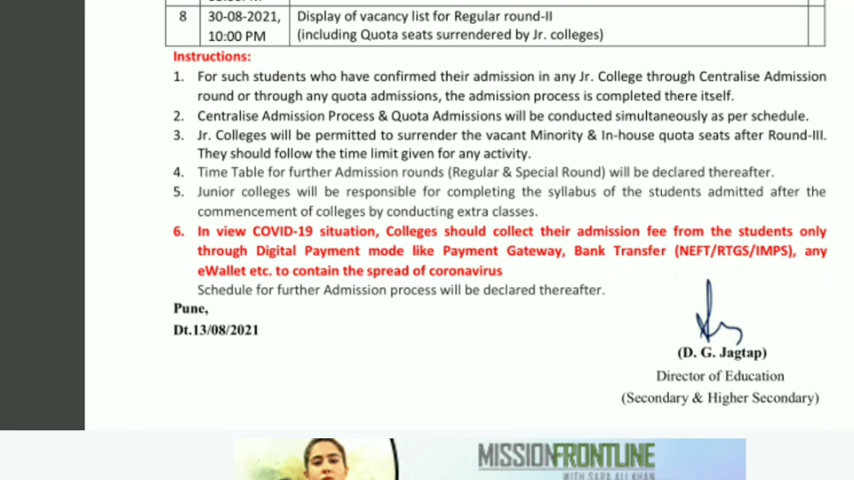 8 30-08-2021, Display of vacancy list for Regular round-II
10:00 PM (including Quota seats surrendered by Jr. colleges)
Instructions:
1. For such students who have confirmed their admission in any Jr. College through Centralise Admission
round or through any quota admissions, the admission process is completed there itself.
2. Centralise Admission Process & Quota Admissions will be conducted simultaneously as per schedule.
3. Jr. Colleges will be permitted to surrender the vacant Minority & In-house quota seats after Round-III.
They should follow the time limit given for any activity.
4. Time Table for further Admission rounds (Regular & Special Round) will be declared thereafter.
5. Junior colleges will be responsible for completing the syllabus of the students admitted after the
commencement of colleges by conducting extra classes.
6. In view COVID-19 situation, Colleges should collect their admission fee from the students only
through Digital Payment mode like Payment Gateway, Bank Transfer (NEFT/RTGS/IMPS), any
eWallet etc. to contain the spread of coronavirus
Schedule for further Admission process will be declared thereafter.
Pune,
Dt.13/08/2021
(D. G. Jagtap)
Director of Education
(Secondary & Higher Secondary)
MISSION FRONTLINE
WITH SARA ALI KHAN